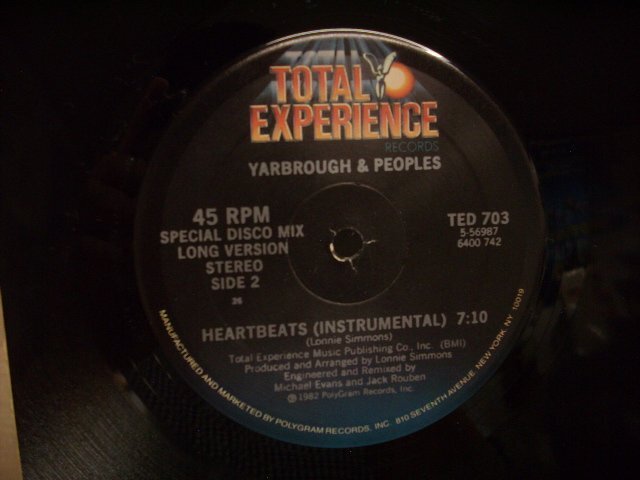 TOTAL
EXPERIENCE
RECORDS
YARBROUGH & PEOPLES
45 RPM
SPECIAL DISCO MIX
LONG VERSION
STEREO
SIDE 2
26
TED 703
5-56987
6400 742
HEARTBEATS (INSTRUMENTAL) 7:10
(Lonnie Simmons)
Total Experience Music Publishing Co., Inc. (BMI)
Produced and Arranged by Lonnie Simmons
Engineered and Remixed by
Michael Evans and Jack Rouben
℗ 1982 PolyGram Records, Inc.
MANUFACTURED AND MARKETED BY POLYGRAM RECORDS, INC. 810 SEVENTH AVENUE, NEW YORK, NY. 10019